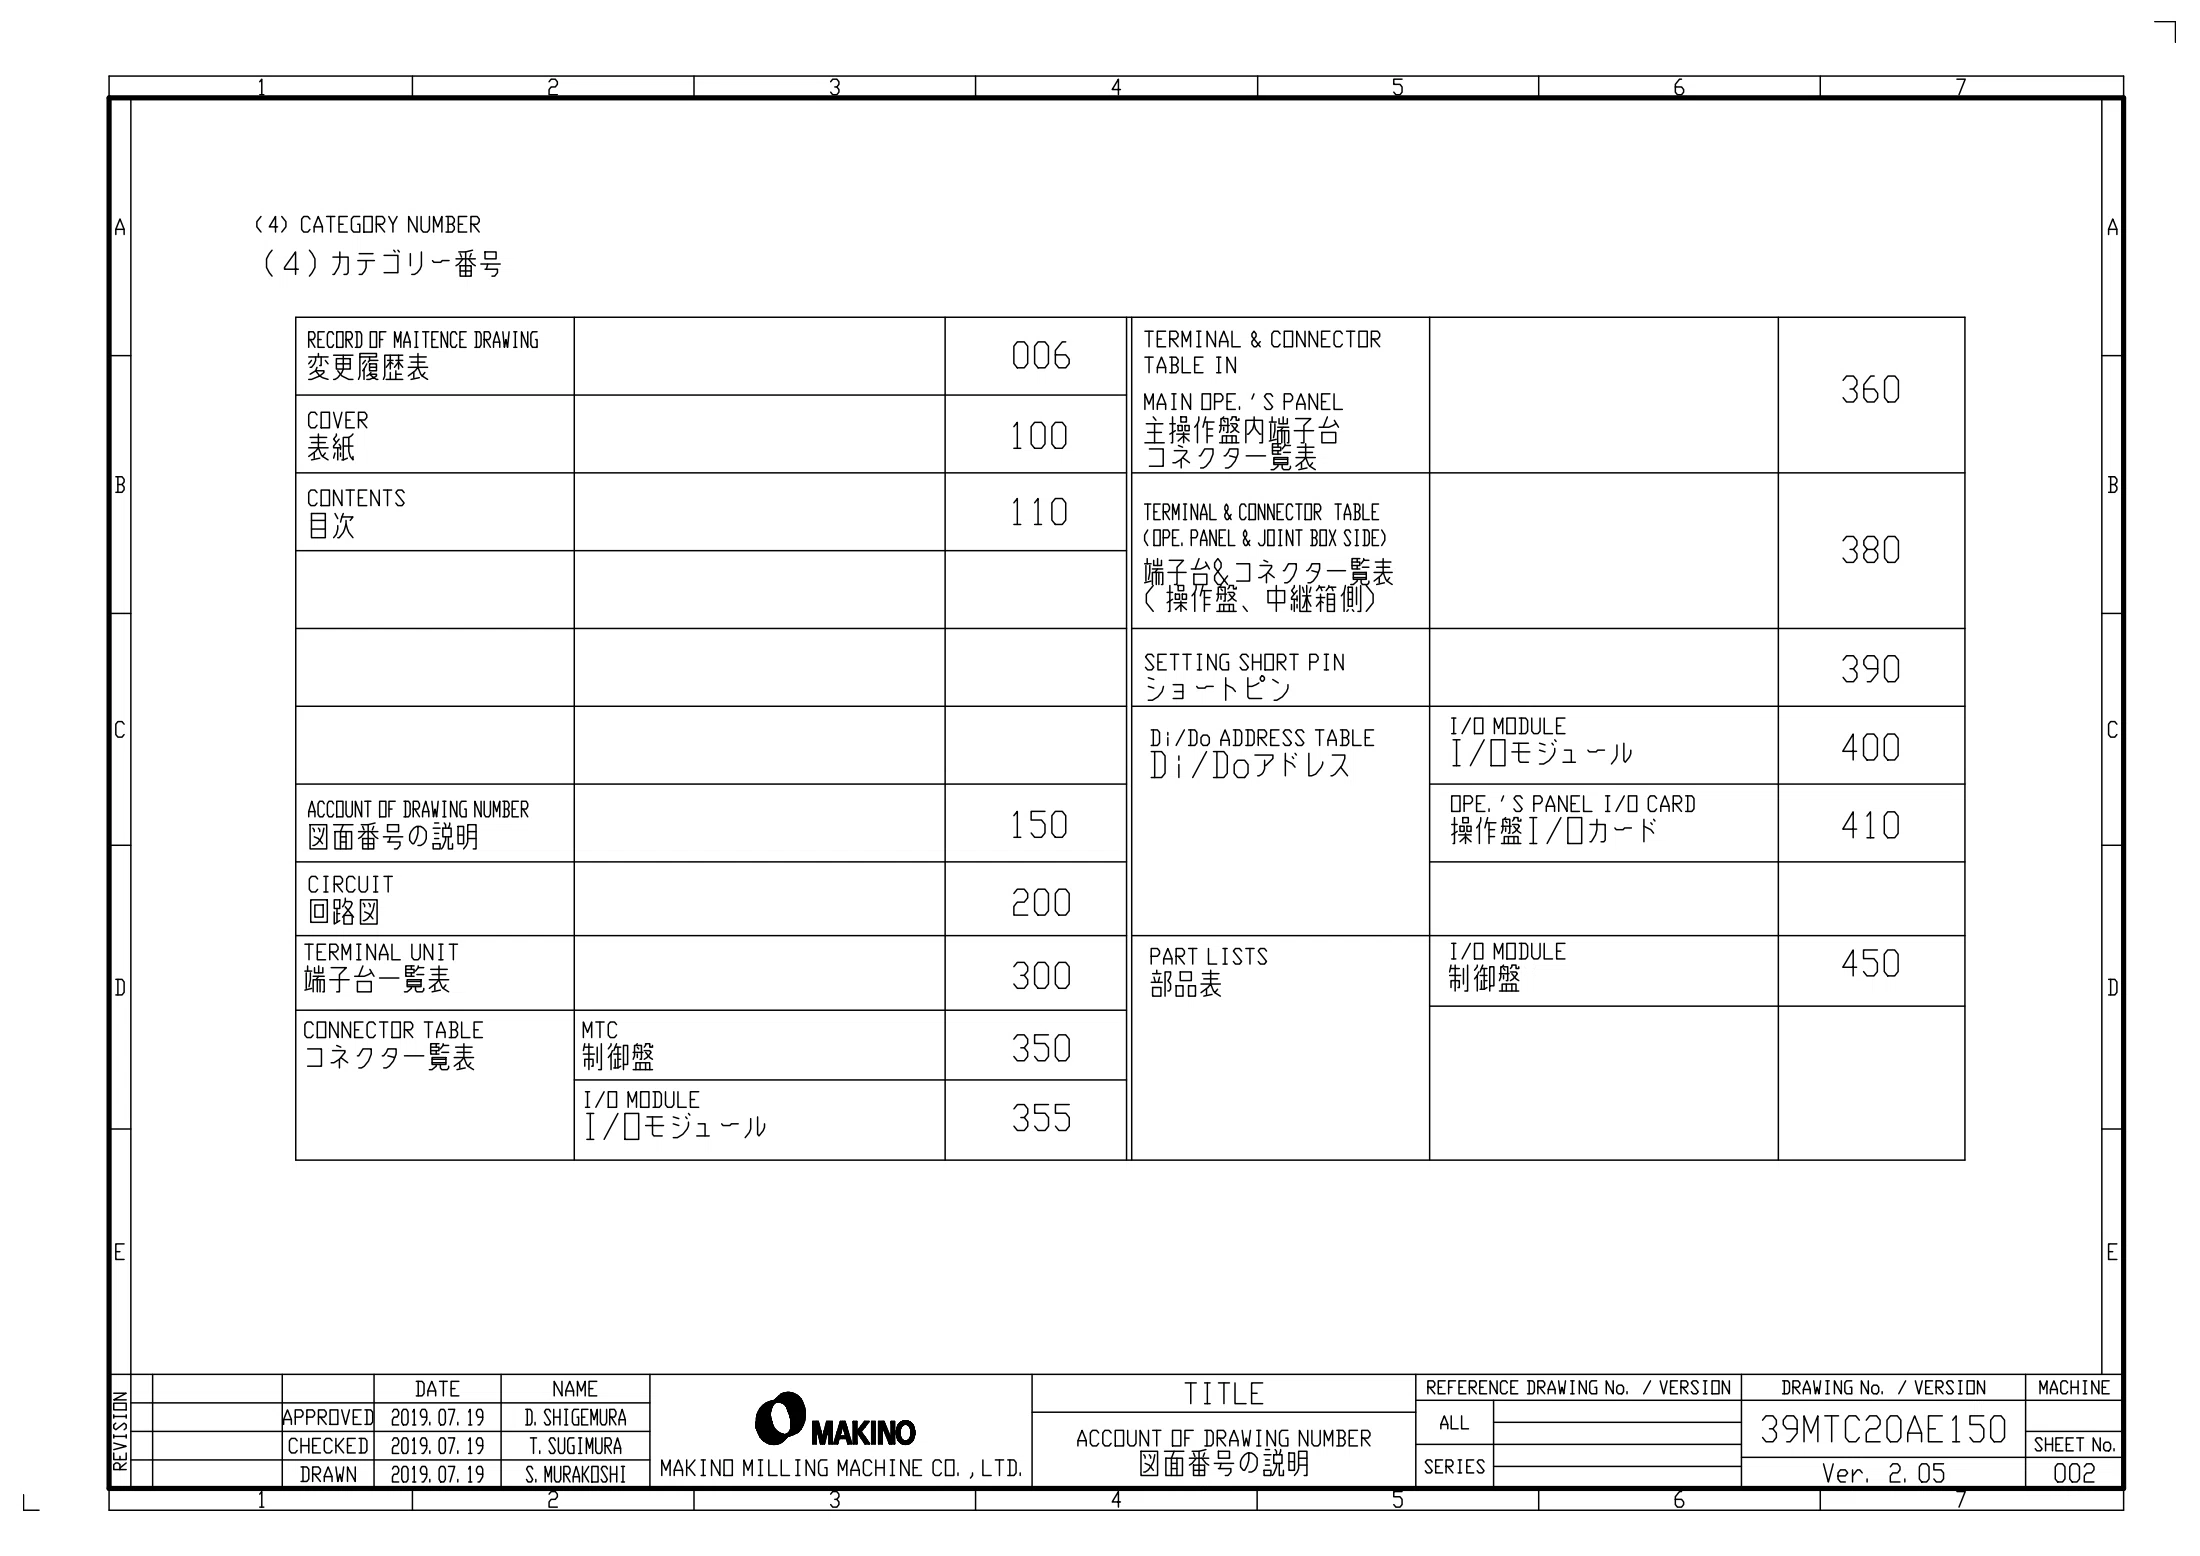 1 2 3 4 5 6 7
A A
B B
C C
D D
E E
(4) CATEGORY NUMBER
（４）カテゴリー番号
RECORD OF MAITENCE DRAWING
変更履歴表
006
COVER
表紙
100
CONTENTS
目次
110
ACCOUNT OF DRAWING NUMBER
図面番号の説明
150
CIRCUIT
回路図
200
TERMINAL UNIT
端子台一覧表
300
CONNECTOR TABLE
コネクター覧表
MTC
制御盤
350
I/O MODULE
I/Oモジュール
355
TERMINAL & CONNECTOR
TABLE IN
MAIN OPE.'S PANEL
主操作盤内端子台
コネクター覧表
360
TERMINAL & CONNECTOR TABLE
(OPE. PANEL & JOINT BOX SIDE)
端子台&コネクター覧表
(操作盤、中継箱側)
380
SETTING SHORT PIN
ショートピン
390
Di/Do ADDRESS TABLE
Di/Doアドレス
I/O MODULE
I/Oモジュール
400
OPE.'S PANEL I/O CARD
操作盤I/Oカード
410
PART LISTS
部品表
I/O MODULE
制御盤
450
REVISION
DATE NAME
APPROVED 2019.07.19 D. SHIGEMURA
CHECKED 2019.07.19 T. SUGIMURA
DRAWN 2019.07.19 S. MURAKOSHI
MAKINO
MAKINO MILLING MACHINE CO., LTD.
TITLE
ACCOUNT OF DRAWING NUMBER
図面番号の説明
REFERENCE DRAWING No. / VERSION
ALL
SERIES
DRAWING No. / VERSION
39MTC20AE150
Ver. 2.05
MACHINE
SHEET No.
002
1 2 3 4 5 6 7